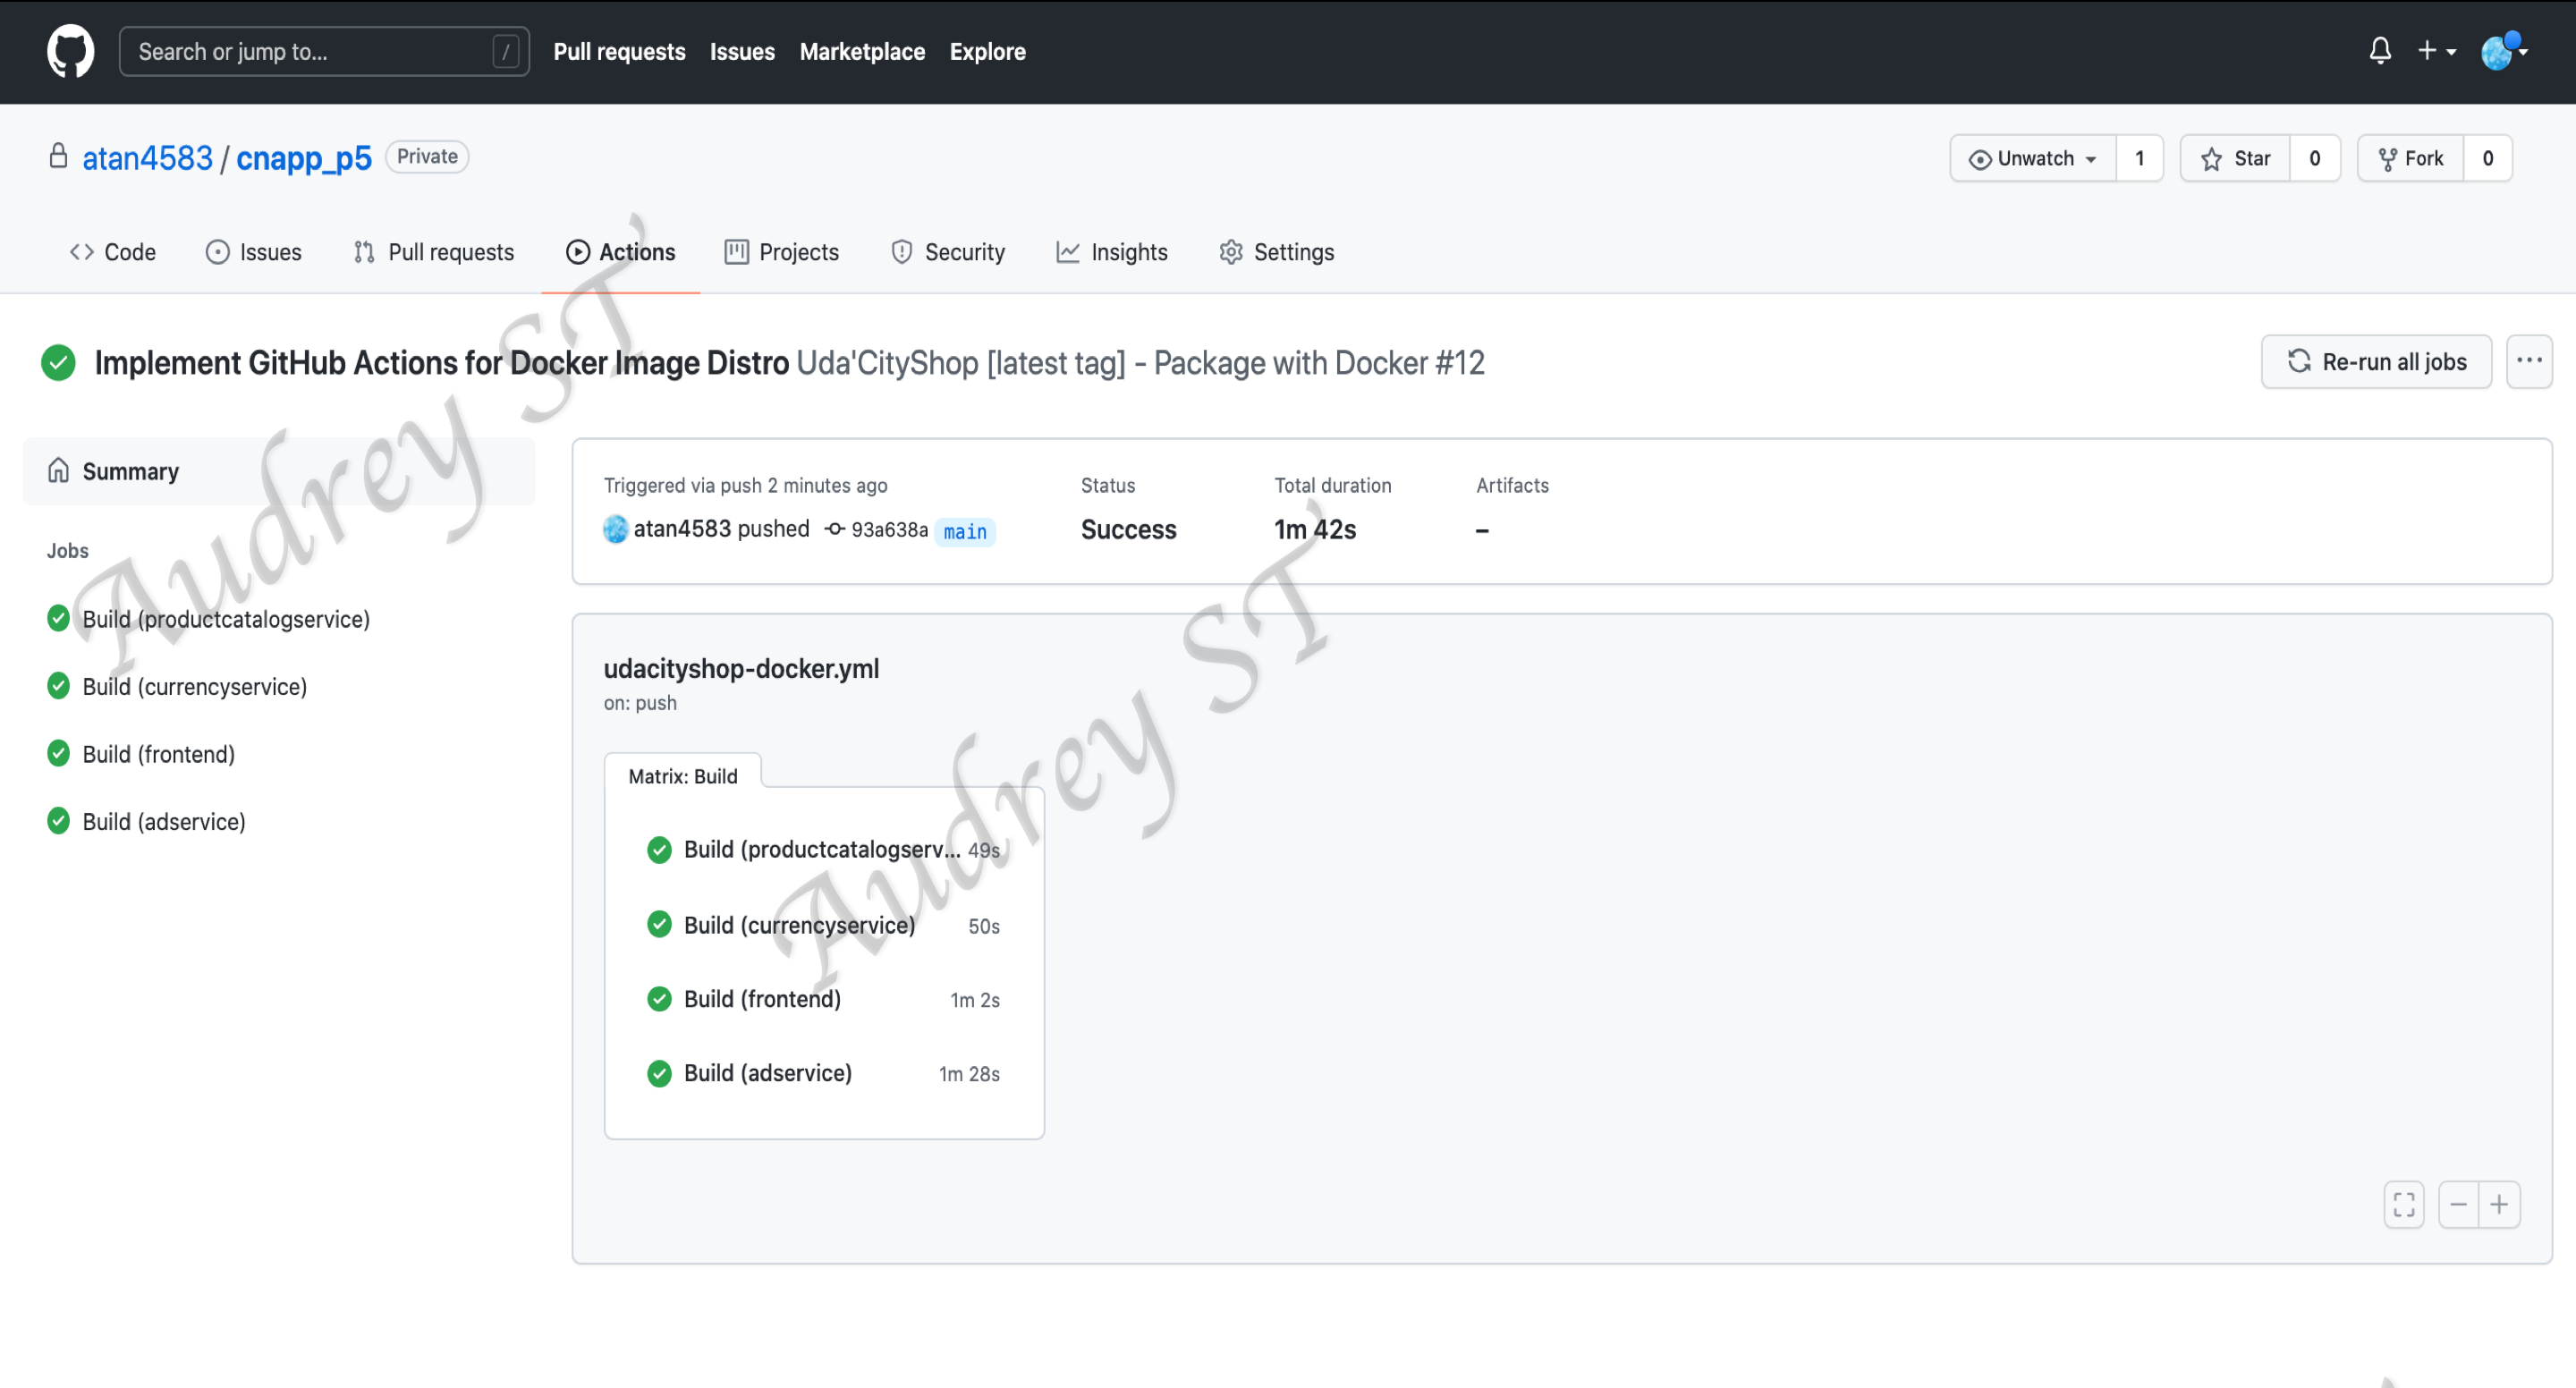 Search or jump to... /
Pull requests Issues Marketplace Explore
atan4583 / cnapp_p5 Private
Unwatch 1 Star 0 Fork 0
Code Issues Pull requests Actions Projects Security Insights Settings
Implement GitHub Actions for Docker Image Distro Uda'CityShop [latest tag] - Package with Docker #12
Re-run all jobs ...
Summary
Jobs
Build (productcatalogservice)
Build (currencyservice)
Build (frontend)
Build (adservice)
Triggered via push 2 minutes ago
atan4583 pushed 93a638a main
Status
Success
Total duration
1m 42s
Artifacts
–
udacityshop-docker.yml
on: push
Matrix: Build
Build (productcatalogserv... 49s
Build (currencyservice) 50s
Build (frontend) 1m 2s
Build (adservice) 1m 28s
Audrey ST
Audrey ST